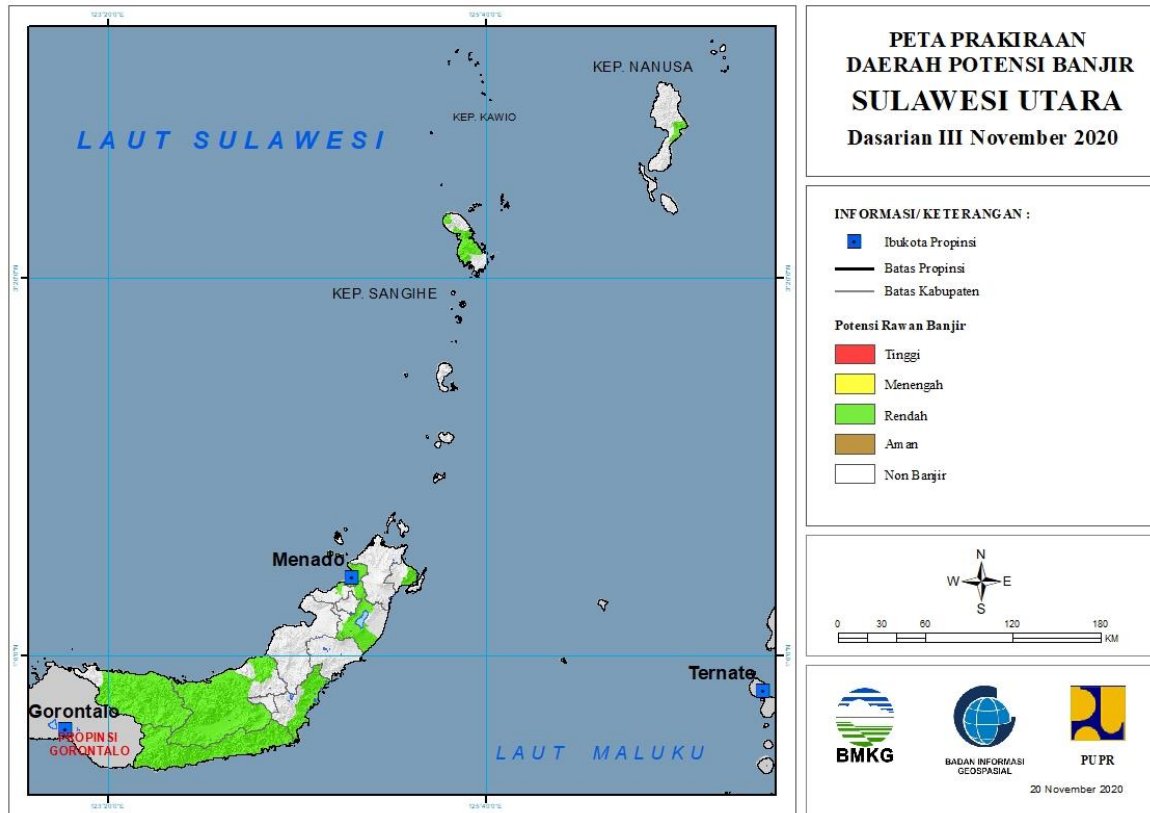 KEP. NANUSA
KEP. KAWIO
LAUT SULAWESI
KEP. SANGIHE
Menado
Ternate
Gorontalo
PROPINSI
GORONTALO
LAUT MALUKU
PETA PRAKIRAAN
DAERAH POTENSI BANJIR
SULAWESI UTARA
Dasarian III November 2020
INFORMASI/ KETERANGAN :
Ibukota Propinsi
Batas Propinsi
Batas Kabupaten
Potensi Rawan Banjir
Tinggi
Menengah
Rendah
Aman
Non Banjir
N
W E
S
0 30 60 120 180
KM
BMKG
BADAN INFORMASI
GEOSPASIAL
PUPR
20 November 2020